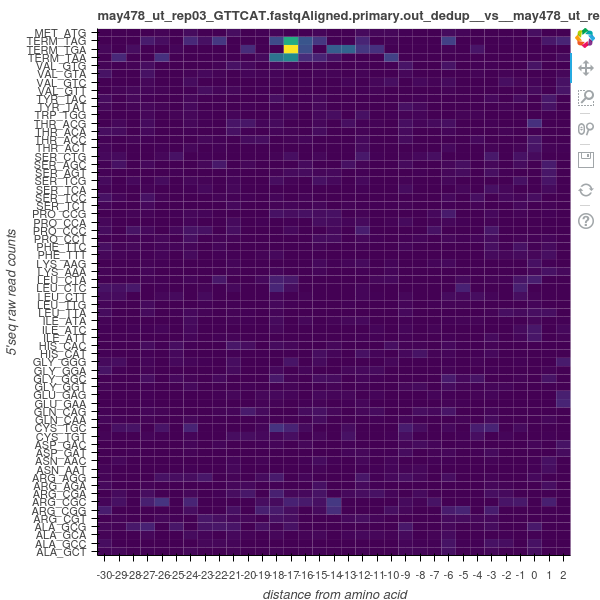 may478_ut_rep03_GTTCAT.fastqAligned.primary.out_dedup__vs__may478_ut_re
MET_ATG
TERM_TAG
TERM_TGA
TERM_TAA
VAL_GTG
VAL_GTA
VAL_GTC
VAL_GTT
TYR_TAC
TYR_TAT
TRP_TGG
THR_ACG
THR_ACA
THR_ACC
THR_ACT
SER_CTG
SER_AGC
SER_AGT
SER_TCG
SER_TCA
SER_TCC
SER_TCT
PRO_CCG
PRO_CCA
PRO_CCC
PRO_CCT
PHE_TTC
PHE_TTT
LYS_AAG
LYS_AAA
LEU_CTA
LEU_CTC
LEU_CTT
LEU_TTG
LEU_TTA
ILE_ATA
ILE_ATC
ILE_ATT
HIS_CAC
HIS_CAT
GLY_GGG
GLY_GGA
GLY_GGC
GLY_GGT
GLU_GAG
GLU_GAA
GLN_CAG
GLN_CAA
CYS_TGC
CYS_TGT
ASP_GAC
ASP_GAT
ASN_AAC
ASN_AAT
ARG_AGG
ARG_AGA
ARG_CGA
ARG_CGC
ARG_CGG
ARG_CGT
ALA_GCG
ALA_GCA
ALA_GCC
ALA_GCT
5'seq raw read counts
-30 -29 -28 -27 -26 -25 -24 -23 -22 -21 -20 -19 -18 -17 -16 -15 -14 -13 -12 -11 -10 -9 -8 -7 -6 -5 -4 -3 -2 -1 0 1 2
distance from amino acid